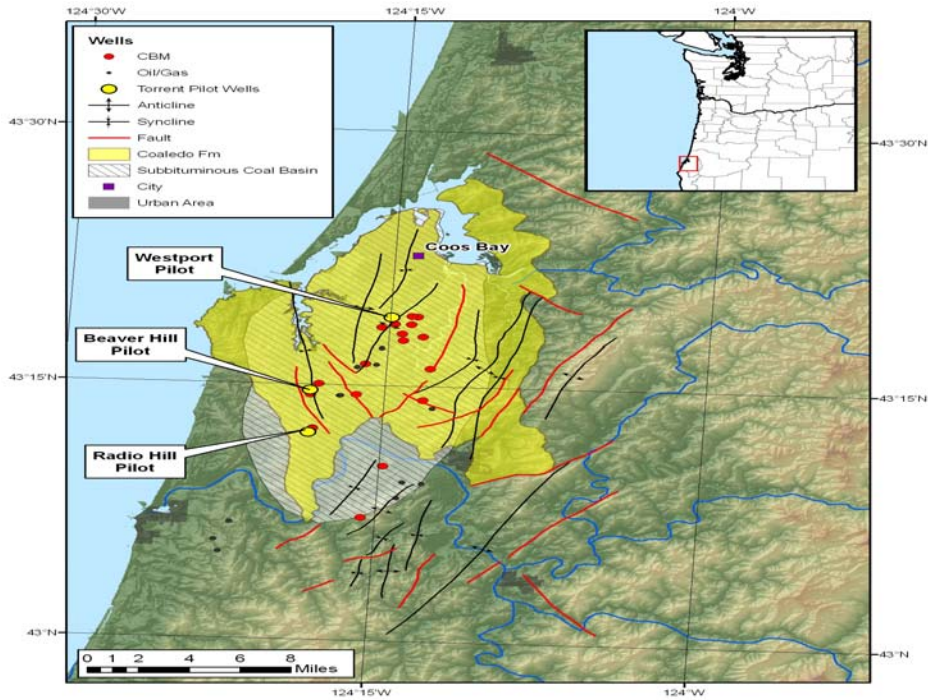 124°30'W
124°15'W
124°W
Wells
CBM
Oil/Gas
Torrent Pilot Wells
Anticline
Syncline
Fault
Coaledo Fm
Subbituminous Coal Basin
City
Urban Area
43°30'N
43°30'N
Coos Bay
Westport
Pilot
Beaver Hill
Pilot
43°15'N
43°15'N
Radio Hill
Pilot
43°N
43°N
0 1 2 4 6 8
Miles
124°15'W
124°W